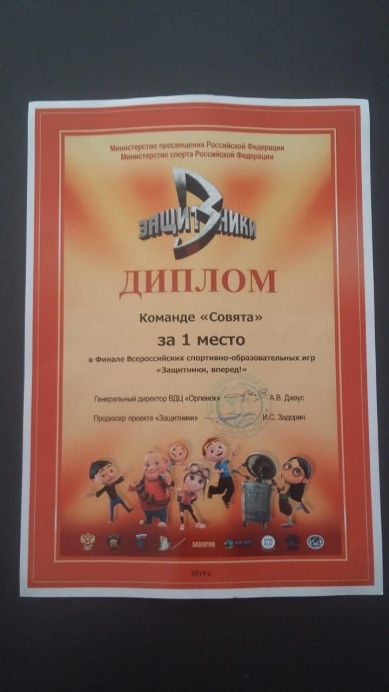 Министерство просвещения Российской Федерации
Министерство спорта Российской Федерации
ЗАЩИТНИКИ
ДИПЛОМ
Команде «Совята»
за 1 место
в Финале Всероссийских спортивно-образовательных игр
«Защитники, вперед!»
Генеральный директор ВДЦ «Орленок» А.В. Джеус
Продюсер проекта «Защитники» И.С. Задорин
2019 г.